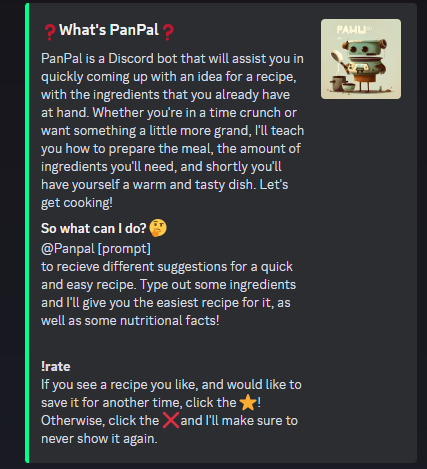 ❓What's PanPal❓
PanPal is a Discord bot that will assist you in
quickly coming up with an idea for a recipe,
with the ingredients that you already have
at hand. Whether you're in a time crunch or
want something a little more grand, I'll teach
you how to prepare the meal, the amount of
ingredients you'll need, and shortly you'll
have yourself a warm and tasty dish. Let's
get cooking!
So what can I do?🤔
@Panpal [prompt]
to recieve different suggestions for a quick
and easy recipe. Type out some ingredients
and I'll give you the easiest recipe for it, as
well as some nutritional facts!
!rate
If you see a recipe you like, and would like to
save it for another time, click the ⭐!
Otherwise, click the ❌and I'll make sure to
never show it again.